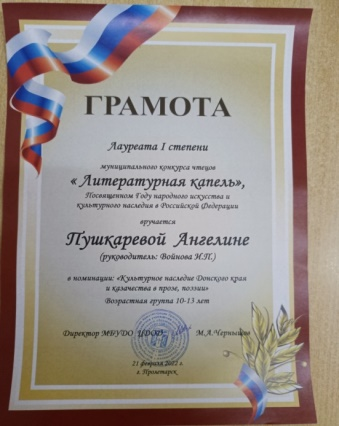 ГРАМОТА
Лауреата I степени
муниципального конкурса чтецов
« Литературная капель»,
Посвященном Году народного искусства и
культурного наследия в Российской Федерации
вручается
Пушкаревой Ангелине
(руководитель: Войнова И.П.)
в номинации: «Культурное наследие Донского края
и казачества в прозе, поэзии»
Возрастная группа 10-13 лет
Директор МБУДО ЦДОД М.А.Чернышов
21 февраля 2022 г.
г. Пролетарск